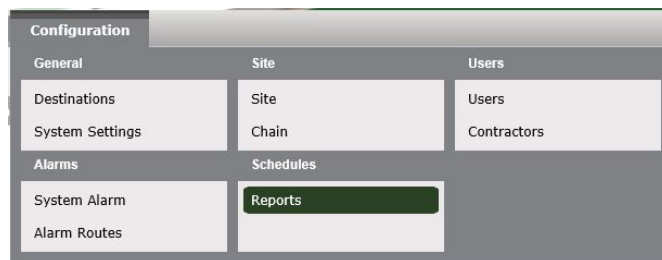 Configuration
General Site Users
Destinations Site Users
System Settings Chain Contractors
Alarms Schedules
System Alarm Reports
Alarm Routes